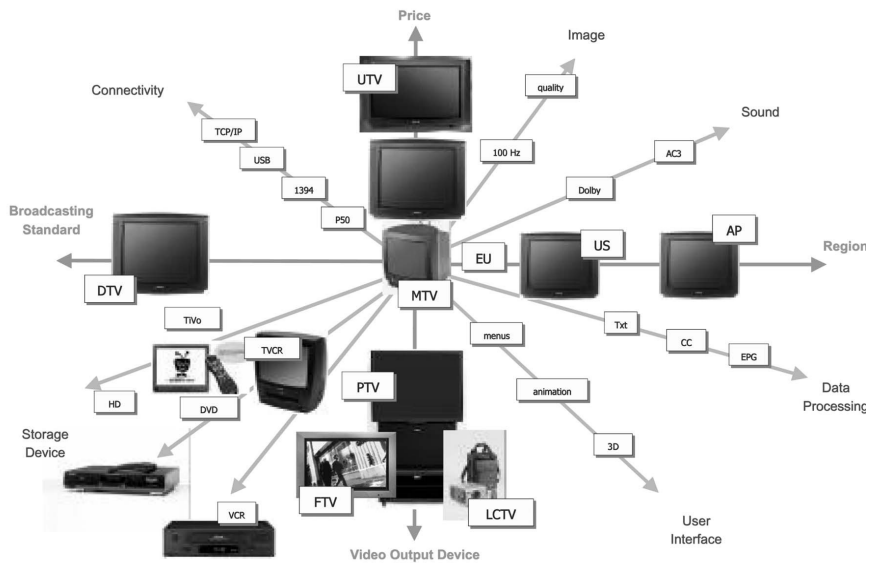 Price
Image
UTV
quality
Connectivity
Sound
TCP/IP
100 Hz
AC3
USB
1394
Dolby
P50
Broadcasting
Standard
US
AP
Region
EU
DTV
MTV
TiVo
Txt
menus
CC
TVCR
EPG
PTV
animation
Data
Processing
HD
DVD
Storage
Device
3D
FTV
VCR
LCTV
User
Interface
Video Output Device